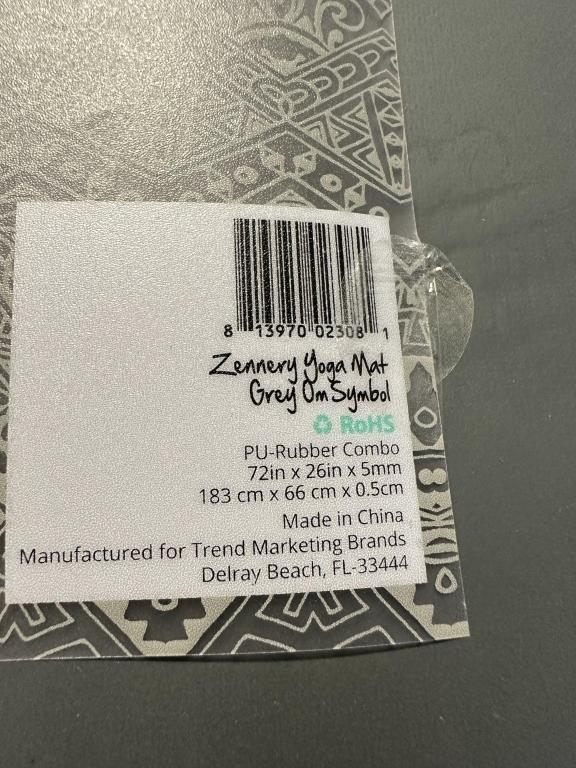 8 13970 02308 1
Zennery Yoga Mat
Grey Om Symbol
RoHS
PU-Rubber Combo
72in x 26in x 5mm
183 cm x 66 cm x 0.5cm
Made in China
Manufactured for Trend Marketing Brands
Delray Beach, FL-33444